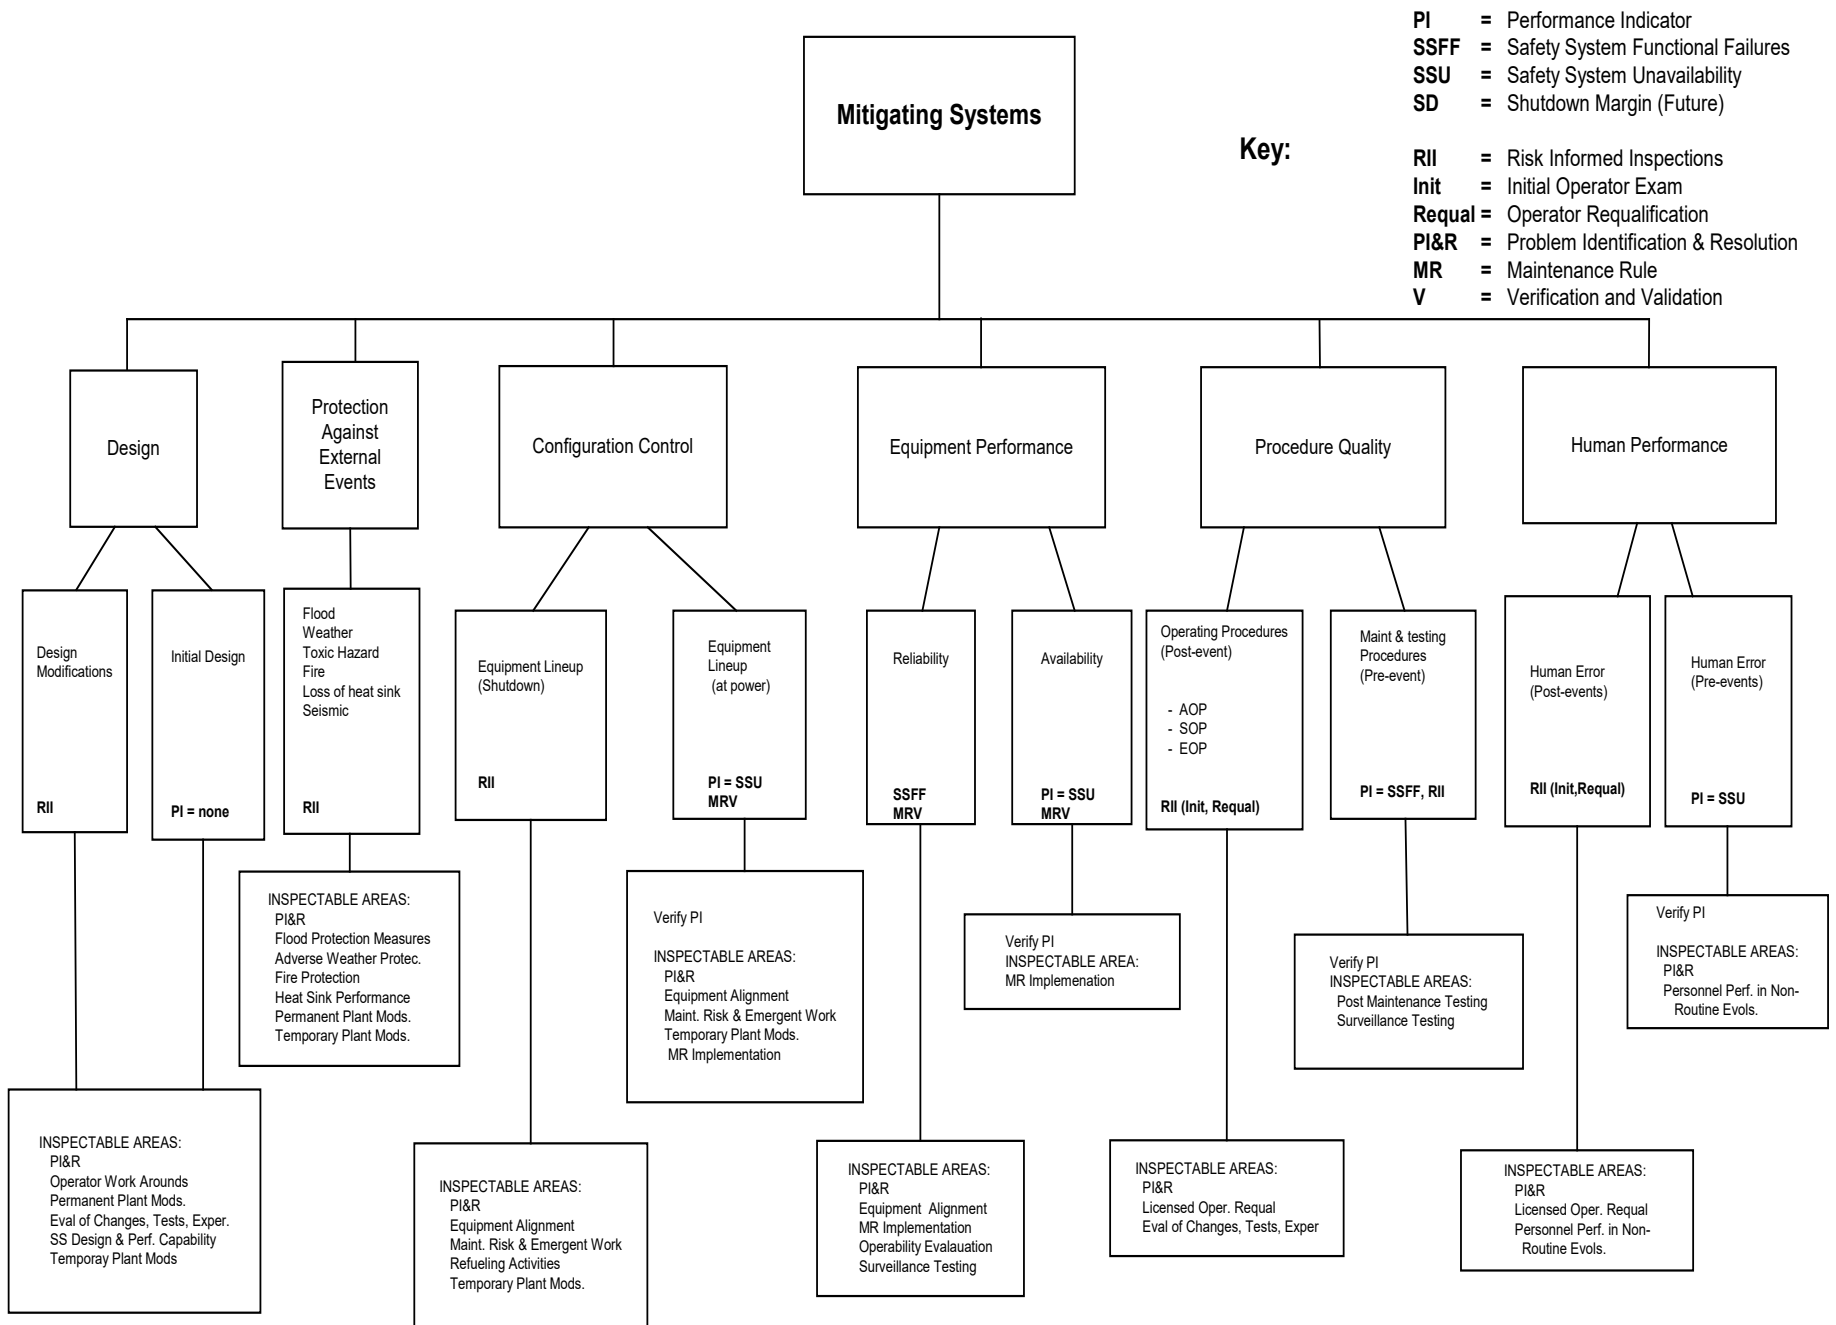 PI = Performance Indicator
SSFF = Safety System Functional Failures
SSU = Safety System Unavailability
SD = Shutdown Margin (Future)
Key:
RII = Risk Informed Inspections
Init = Initial Operator Exam
Requal = Operator Requalification
PI&R = Problem Identification & Resolution
MR = Maintenance Rule
V = Verification and Validation
Mitigating Systems
Design
Protection
Against
External
Events
Configuration Control
Equipment Performance
Procedure Quality
Human Performance
Design
Modifications
RII
Initial Design
PI = none
Flood
Weather
Toxic Hazard
Fire
Loss of heat sink
Seismic
RII
Equipment Lineup
(Shutdown)
RII
Equipment
Lineup
(at power)
PI = SSU
MRV
Reliability
SSFF
MRV
Availability
PI = SSU
MRV
Operating Procedures
(Post-event)
- AOP
- SOP
- EOP
RII (Init, Requal)
Maint & testing
Procedures
(Pre-event)
PI = SSFF, RII
Human Error
(Post-events)
RII (Init,Requal)
Human Error
(Pre-events)
PI = SSU
INSPECTABLE AREAS:
PI&R
Operator Work Arounds
Permanent Plant Mods.
Eval of Changes, Tests, Exper.
SS Design & Perf. Capability
Temporay Plant Mods
INSPECTABLE AREAS:
PI&R
Flood Protection Measures
Adverse Weather Protec.
Fire Protection
Heat Sink Performance
Permanent Plant Mods.
Temporary Plant Mods.
INSPECTABLE AREAS:
PI&R
Equipment Alignment
Maint. Risk & Emergent Work
Refueling Activities
Temporary Plant Mods.
Verify PI
INSPECTABLE AREAS:
PI&R
Equipment Alignment
Maint. Risk & Emergent Work
Temporary Plant Mods.
MR Implementation
INSPECTABLE AREAS:
PI&R
Equipment Alignment
MR Implementation
Operability Evalauation
Surveillance Testing
Verify PI
INSPECTABLE AREA:
MR Implemenation
INSPECTABLE AREAS:
PI&R
Licensed Oper. Requal
Eval of Changes, Tests, Exper
Verify PI
INSPECTABLE AREAS:
Post Maintenance Testing
Surveillance Testing
INSPECTABLE AREAS:
PI&R
Licensed Oper. Requal
Personnel Perf. in Non-
Routine Evols.
Verify PI
INSPECTABLE AREAS:
PI&R
Personnel Perf. in Non-
Routine Evols.